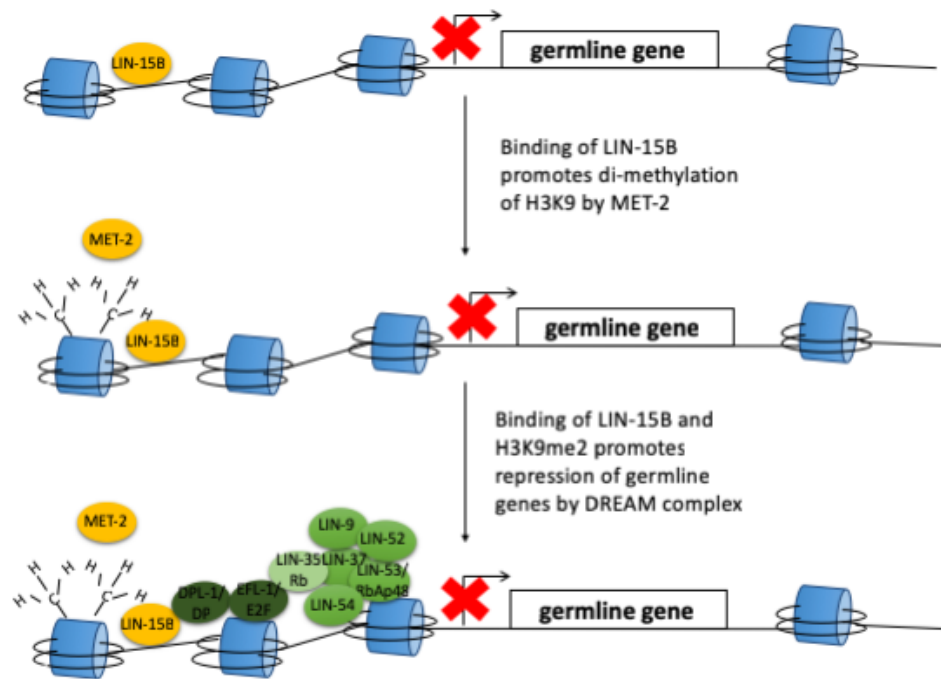 LIN-15B
germline gene
Binding of LIN-15B
promotes di-methylation
of H3K9 by MET-2
MET-2
H H H H
H C C H
LIN-15B
germline gene
Binding of LIN-15B and
H3K9me2 promotes
repression of germline
genes by DREAM complex
MET-2
LIN-9
LIN-52
H H H H
H C C H
LIN-35
Rb
LIN-37
LIN-53/
RbAp48
DPL-1/
DP
EFL-1/
E2F
LIN-54
LIN-15B
germline gene